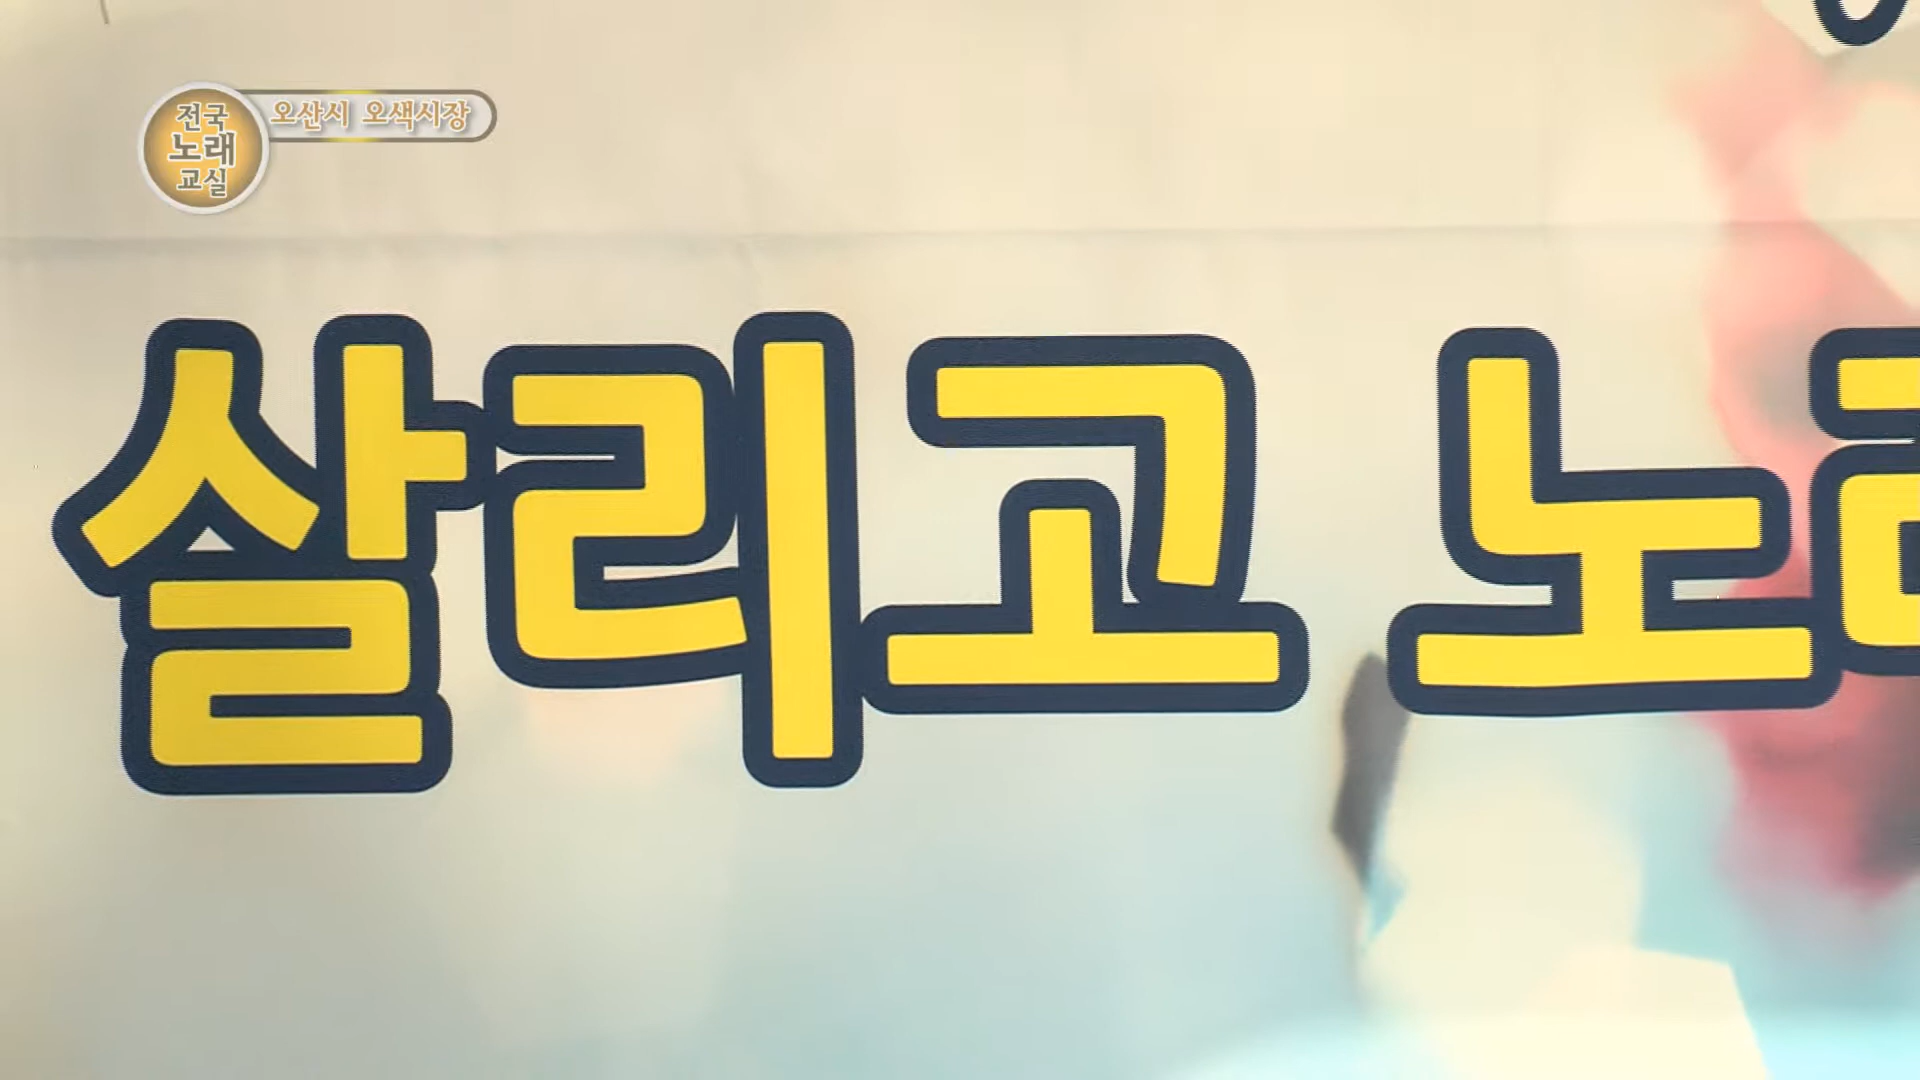 전국
노래
교실
오산시 오색시장
살리고 노